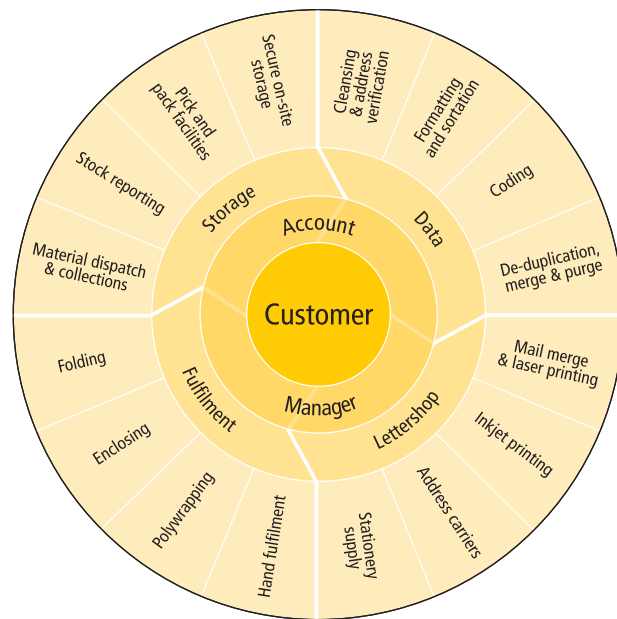 Customer
Account
Manager
Storage
Data
Lettershop
Fulfilment
Cleansing
& address
verification
Formatting
and sortation
Coding
De-duplication,
merge & purge
Mail merge
& laser printing
Inkjet printing
Address carriers
Stationery
supply
Hand fulfilment
Polywrapping
Enclosing
Folding
Material dispatch
& collections
Stock reporting
Pick and
pack facilities
Secure on-site
storage